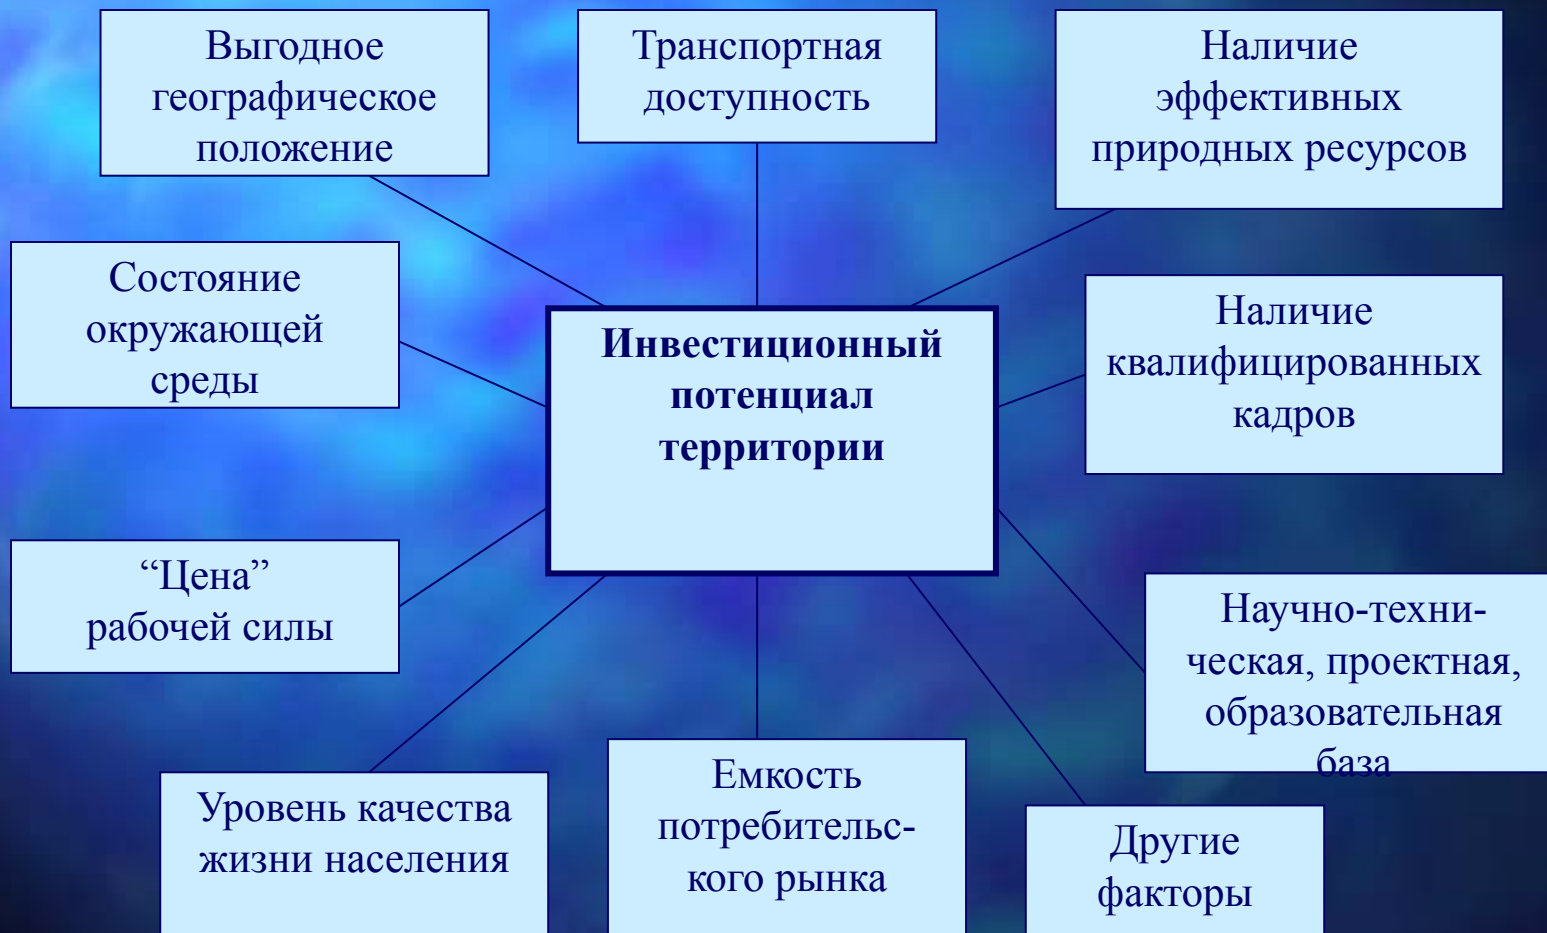 Выгодное
географическое
положение
Транспортная
доступность
Наличие
эффективных
природных ресурсов
Состояние
окружающей
среды
Инвестиционный
потенциал
территории
Наличие
квалифицированных
кадров
“Цена”
рабочей силы
Научно-техни-
ческая, проектная,
образовательная
база
Уровень качества
жизни населения
Емкость
потребительс-
кого рынка
Другие
факторы